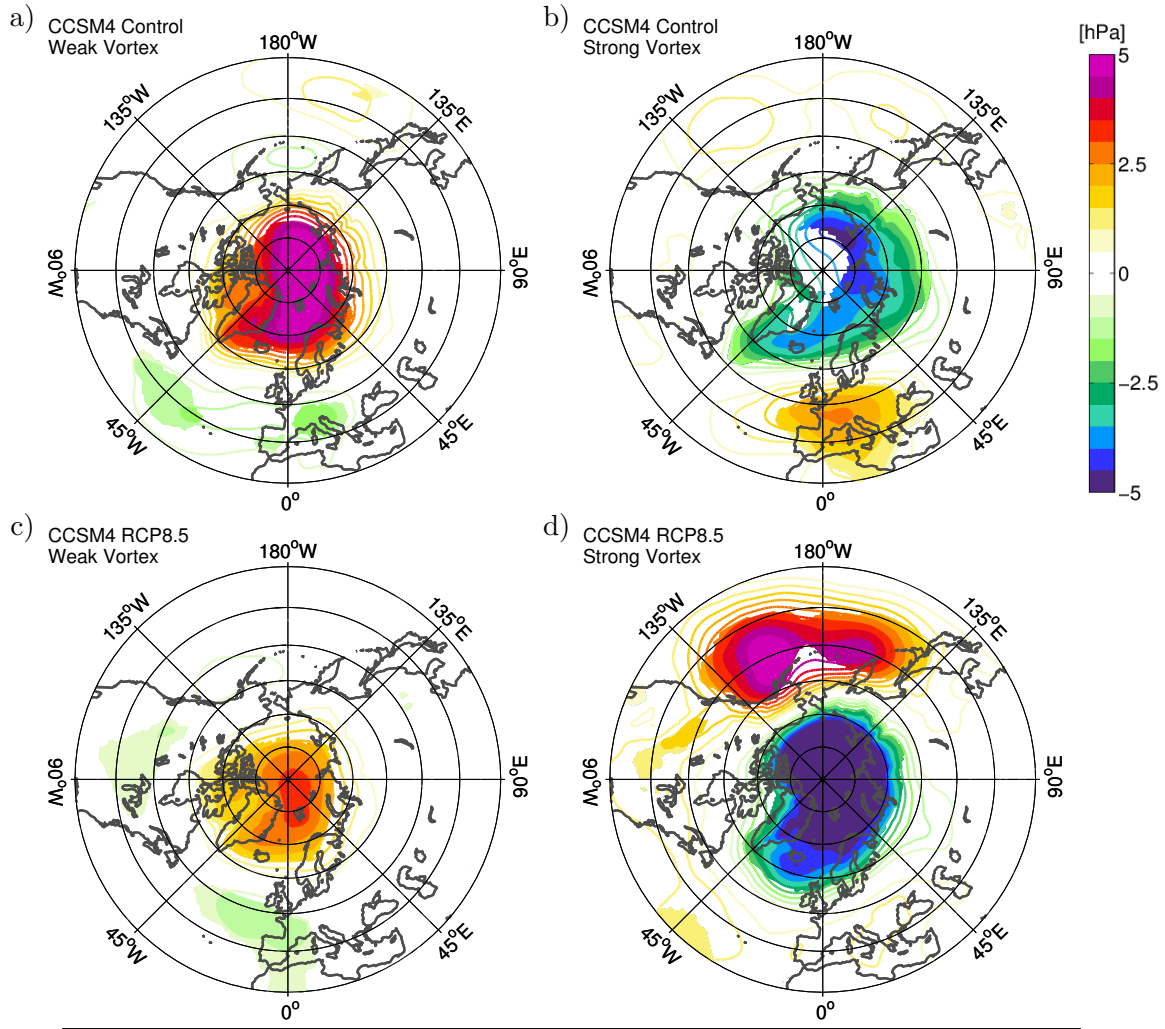 a) CCSM4 Control
Weak Vortex
180°W
135°W
135°E
90°W
90°E
45°W
45°E
0°
b) CCSM4 Control
Strong Vortex
180°W
135°W
135°E
90°W
90°E
45°W
45°E
0°
[hPa]
5
2.5
0
−2.5
−5
c) CCSM4 RCP8.5
Weak Vortex
180°W
135°W
135°E
90°W
90°E
45°W
45°E
0°
d) CCSM4 RCP8.5
Strong Vortex
180°W
135°W
135°E
90°W
90°E
45°W
45°E
0°